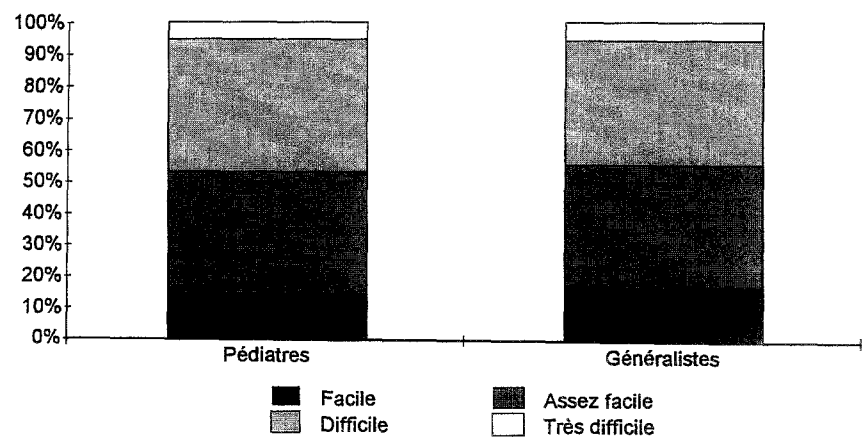 100%
90%
80%
70%
60%
50%
40%
30%
20%
10%
0%
Pédiatres
Généralistes
Facile
Assez facile
Difficile
Très difficile